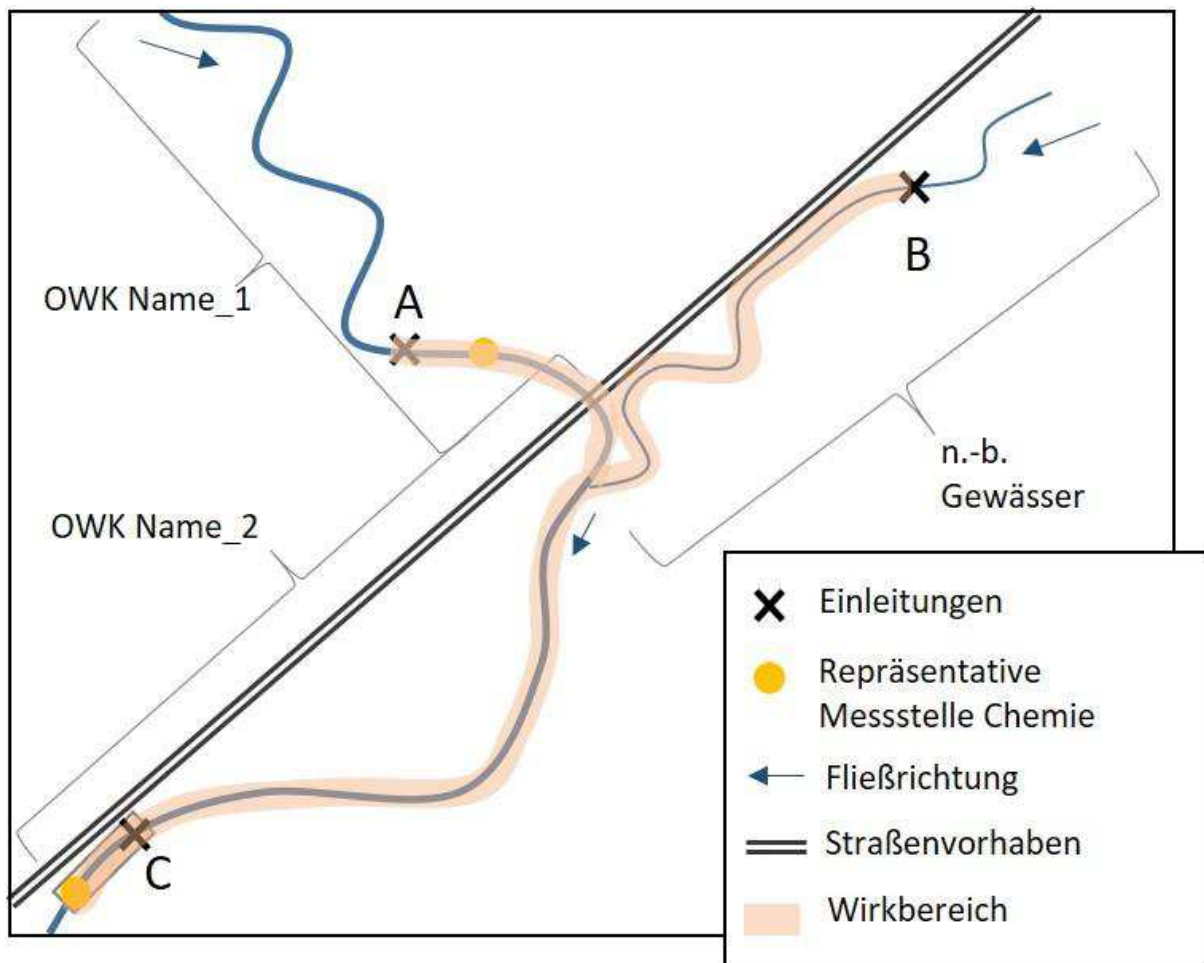 OWK Name_1
A
B
n.-b.
Gewässer
OWK Name_2
C
Einleitungen
Repräsentative
Messstelle Chemie
Fließrichtung
Straßenvorhaben
Wirkbereich